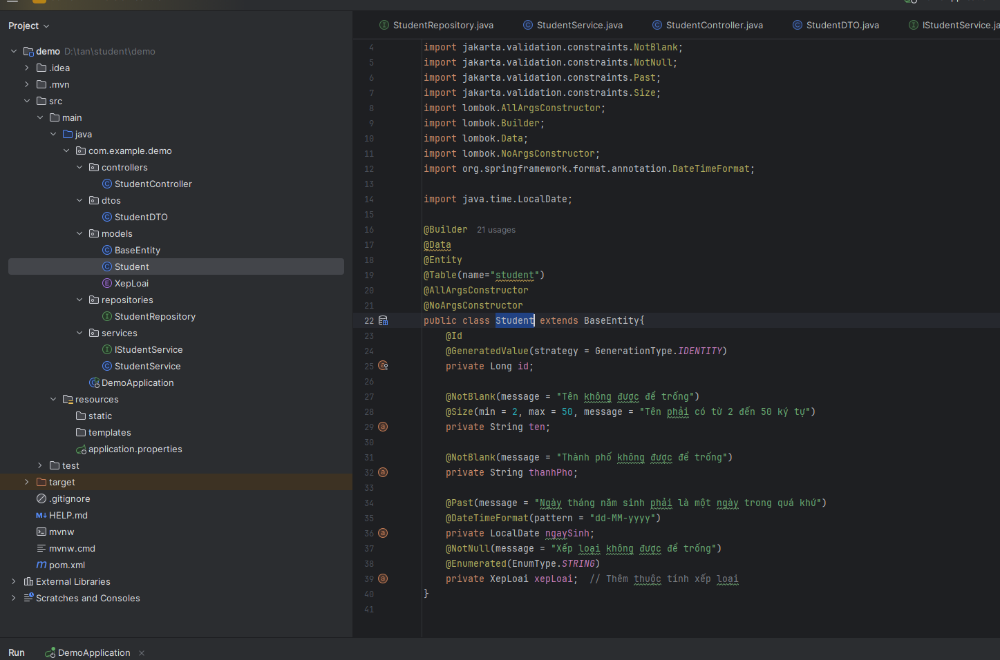 Project
demo D:\tan\student\demo
.idea
.mvn
src
main
java
com.example.demo
controllers
StudentController
dtos
StudentDTO
models
BaseEntity
Student
XepLoai
repositories
StudentRepository
services
IStudentService
StudentService
DemoApplication
resources
static
templates
application.properties
test
target
.gitignore
HELP.md
mvnw
mvnw.cmd
pom.xml
External Libraries
Scratches and Consoles
StudentRepository.java StudentService.java StudentController.java StudentDTO.java IStudentService.ja
4 import jakarta.validation.constraints.NotBlank;
5 import jakarta.validation.constraints.NotNull;
6 import jakarta.validation.constraints.Past;
7 import jakarta.validation.constraints.Size;
8 import lombok.AllArgsConstructor;
9 import lombok.Builder;
10 import lombok.Data;
11 import lombok.NoArgsConstructor;
12 import org.springframework.format.annotation.DateTimeFormat;
13
14 import java.time.LocalDate;
15
16 @Builder 21 usages
17 @Data
18 @Entity
19 @Table(name="student")
20 @AllArgsConstructor
21 @NoArgsConstructor
22 public class Student extends BaseEntity{
23 @Id
24 @GeneratedValue(strategy = GenerationType.IDENTITY)
25 private Long id;
26
27 @NotBlank(message = "Tên không được để trống")
28 @Size(min = 2, max = 50, message = "Tên phải có từ 2 đến 50 ký tự")
29 private String ten;
30
31 @NotBlank(message = "Thành phố không được để trống")
32 private String thanhPho;
33
34 @Past(message = "Ngày tháng năm sinh phải là một ngày trong quá khứ")
35 @DateTimeFormat(pattern = "dd-MM-yyyy")
36 private LocalDate ngaySinh;
37 @NotNull(message = "Xếp loại không được để trống")
38 @Enumerated(EnumType.STRING)
39 private XepLoai xepLoai; // Thêm thuộc tính xếp loại
40 }
41
Run DemoApplication